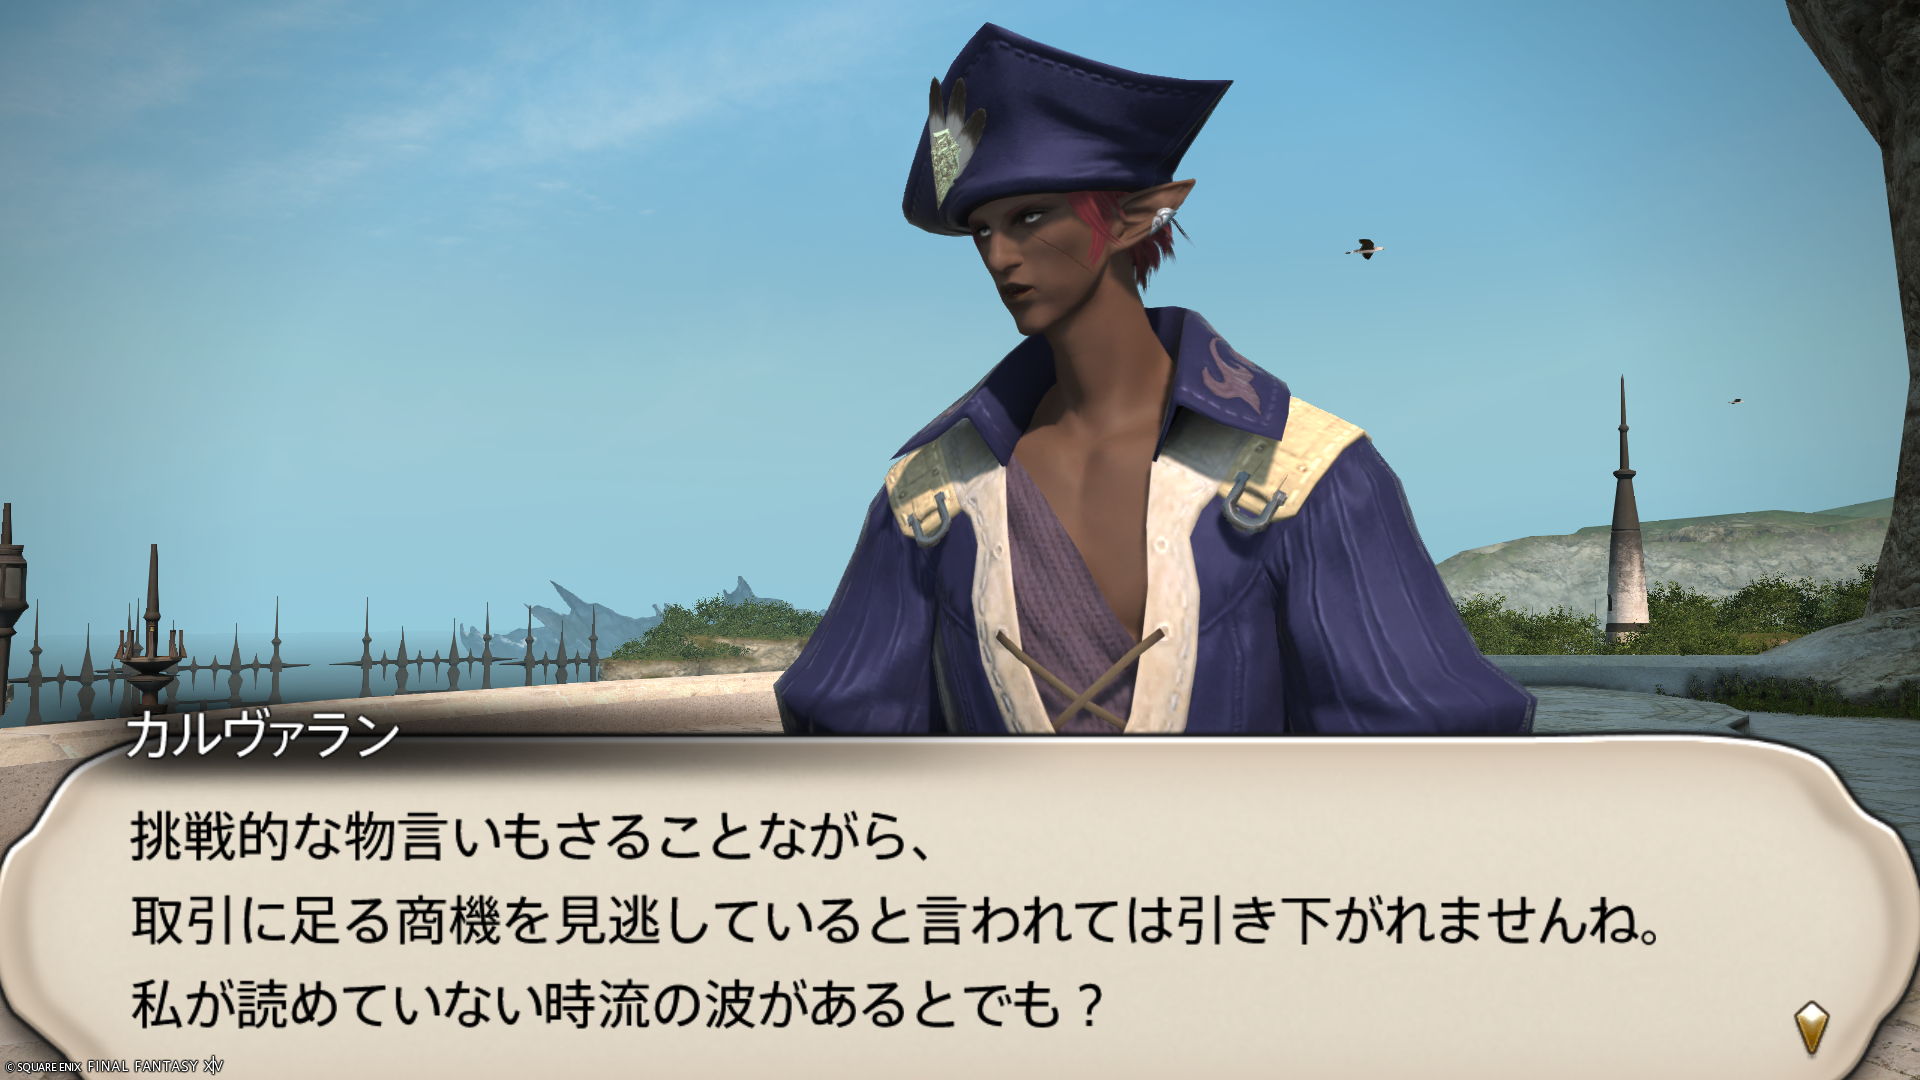 カルヴァラン
挑戦的な物言いもさることながら、
取引に足る商機を見逃していると言われては引き下がれませんね。
私が読めていない時流の波があるとでも？
© SQUARE ENIX FINAL FANTASY XIV